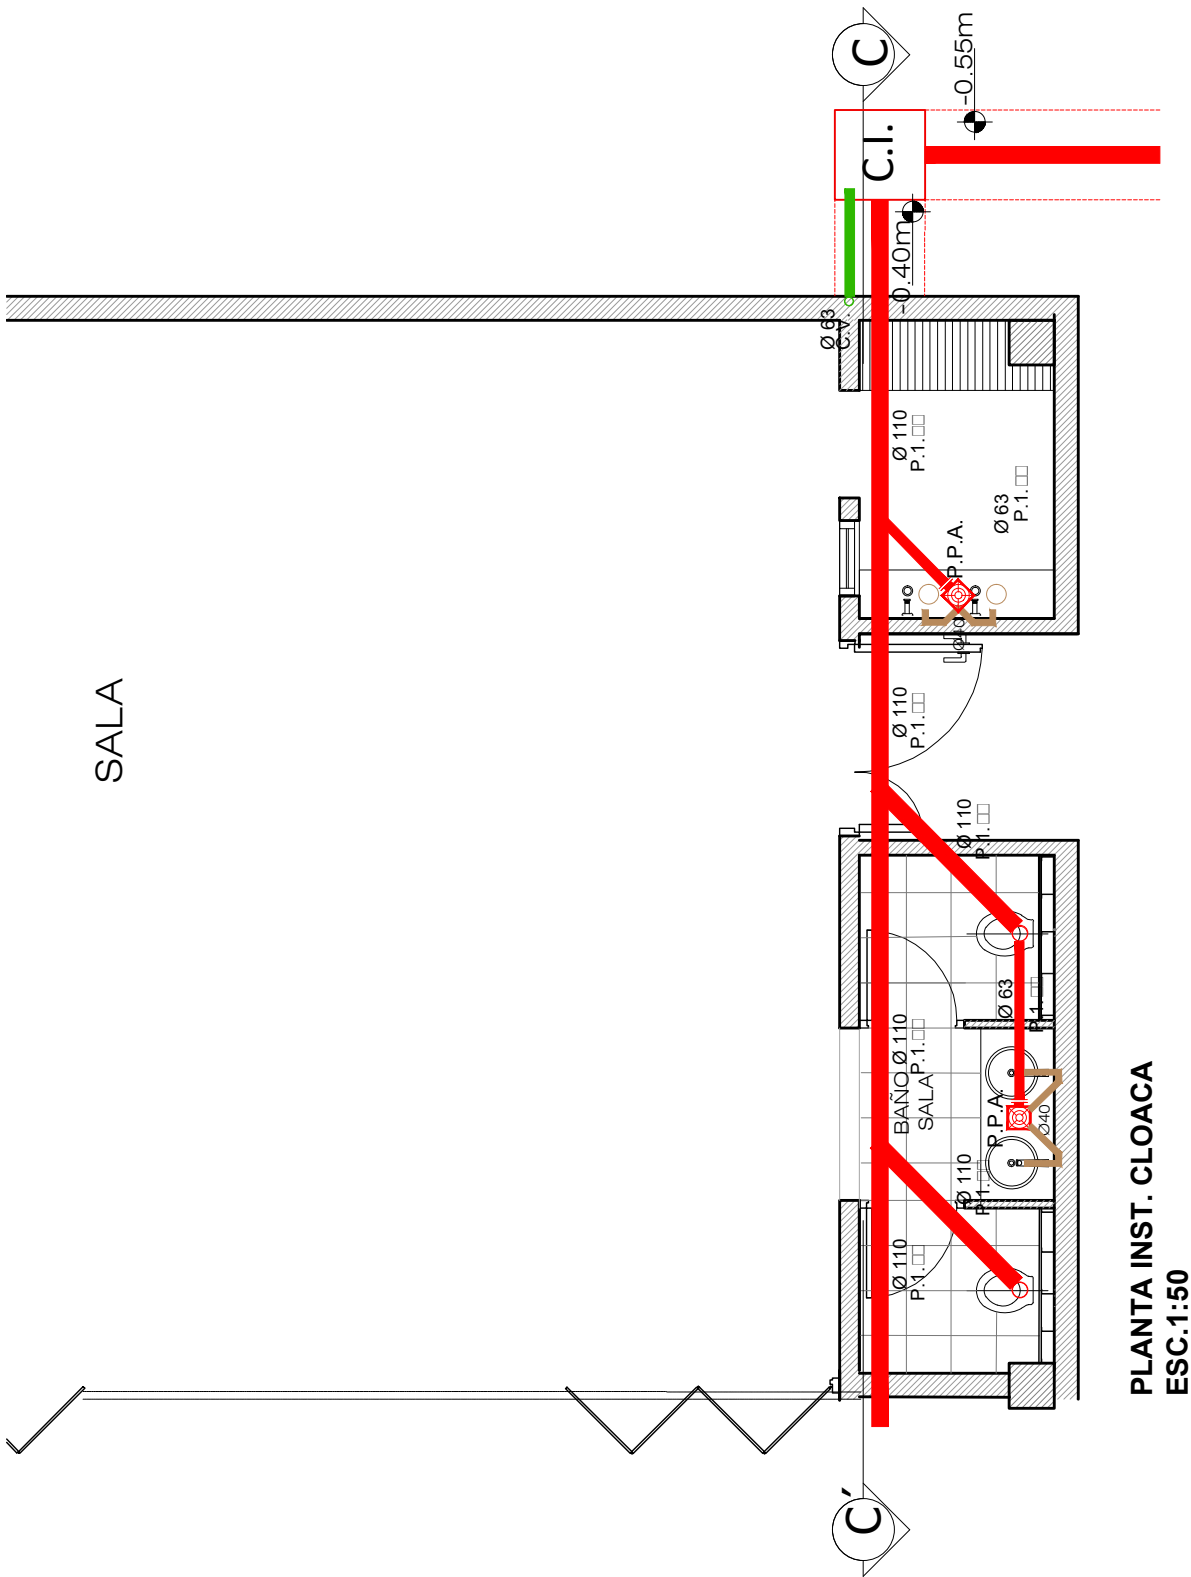 C
-0.55m
C.I.
-0.40m
Ø 63
C.V.
Ø 110
P.1.□□
Ø 63
P.1.□□
P.P.A.
Ø40
SALA
Ø 110
P.1.□□
Ø 110
P.1.□□
Ø 63
P.1.□□
BAÑO
SALA
Ø 110
P.1.□□
P.P.A.
Ø40
Ø 110
P.1.□□
Ø 110
P.1.□□
C´
PLANTA INST. CLOACA
ESC.1:50